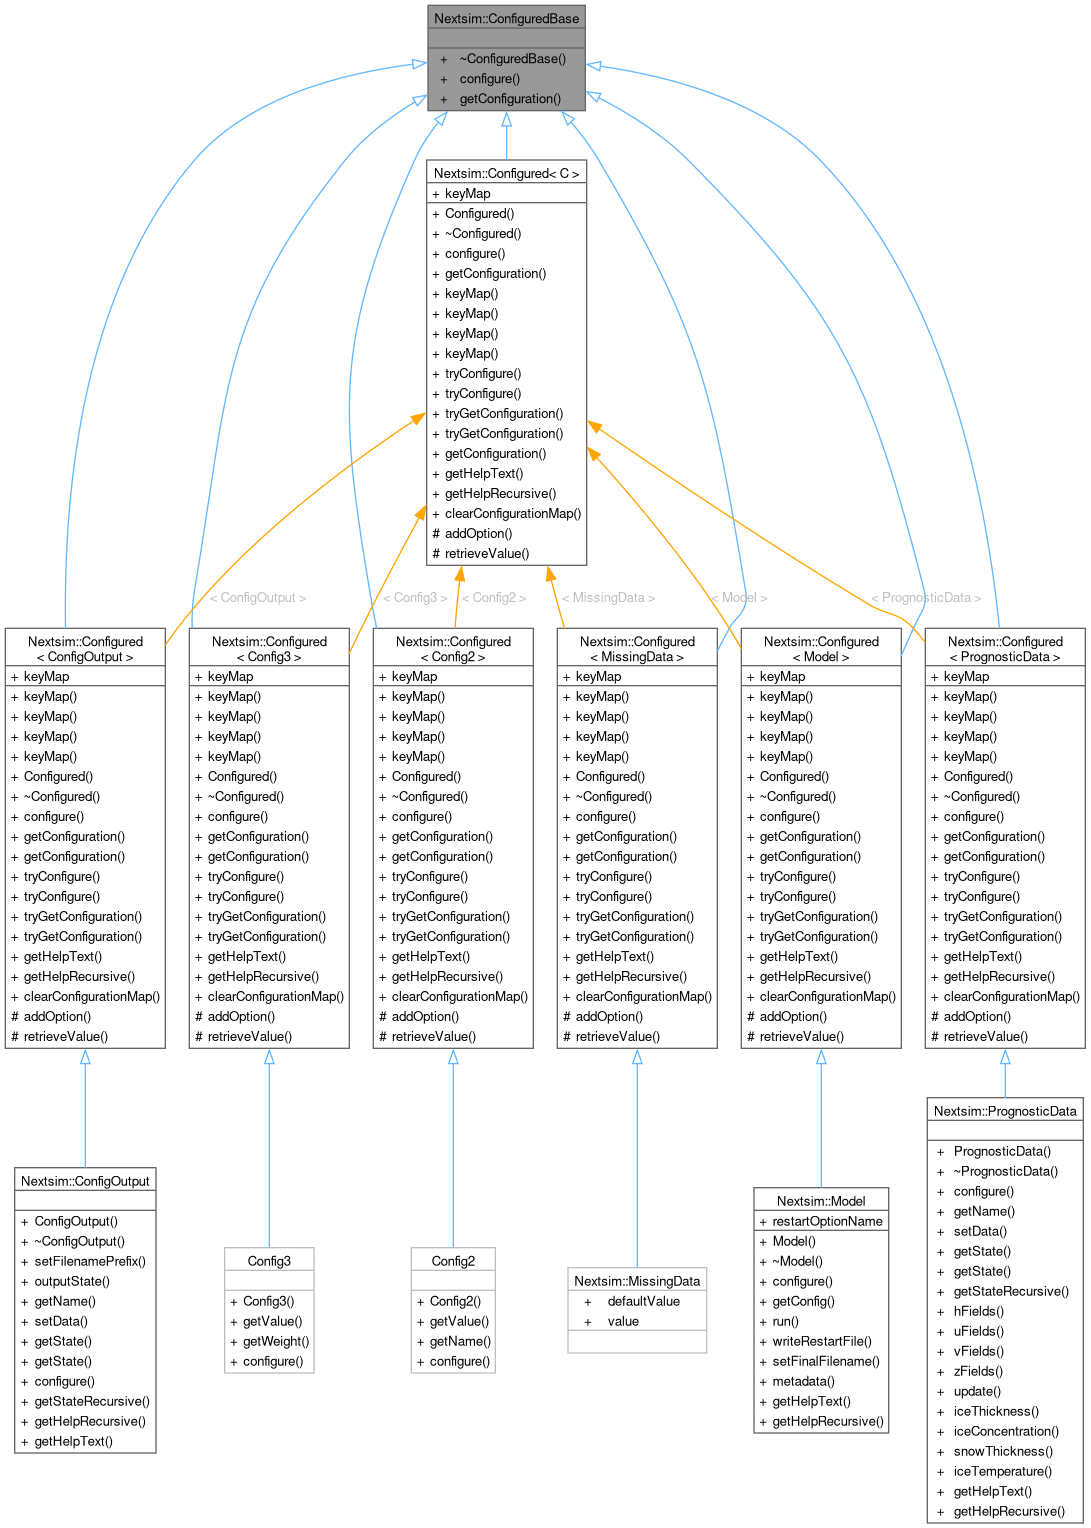 Nextsim::ConfiguredBase
+ ~ConfiguredBase()
+ configure()
+ getConfiguration()
Nextsim::Configured< C >
+ keyMap
+ Configured()
+ ~Configured()
+ configure()
+ getConfiguration()
+ keyMap()
+ keyMap()
+ keyMap()
+ keyMap()
+ tryConfigure()
+ tryConfigure()
+ tryGetConfiguration()
+ tryGetConfiguration()
+ getConfiguration()
+ getHelpText()
+ getHelpRecursive()
+ clearConfigurationMap()
# addOption()
# retrieveValue()
< ConfigOutput >
< Config3 >
< Config2 >
< MissingData >
< Model >
< PrognosticData >
Nextsim::Configured
< ConfigOutput >
+ keyMap
+ keyMap()
+ keyMap()
+ keyMap()
+ keyMap()
+ Configured()
+ ~Configured()
+ configure()
+ getConfiguration()
+ getConfiguration()
+ tryConfigure()
+ tryConfigure()
+ tryGetConfiguration()
+ tryGetConfiguration()
+ getHelpText()
+ getHelpRecursive()
+ clearConfigurationMap()
# addOption()
# retrieveValue()
Nextsim::Configured
< Config3 >
+ keyMap
+ keyMap()
+ keyMap()
+ keyMap()
+ keyMap()
+ Configured()
+ ~Configured()
+ configure()
+ getConfiguration()
+ getConfiguration()
+ tryConfigure()
+ tryConfigure()
+ tryGetConfiguration()
+ tryGetConfiguration()
+ getHelpText()
+ getHelpRecursive()
+ clearConfigurationMap()
# addOption()
# retrieveValue()
Nextsim::Configured
< Config2 >
+ keyMap
+ keyMap()
+ keyMap()
+ keyMap()
+ keyMap()
+ Configured()
+ ~Configured()
+ configure()
+ getConfiguration()
+ getConfiguration()
+ tryConfigure()
+ tryConfigure()
+ tryGetConfiguration()
+ tryGetConfiguration()
+ getHelpText()
+ getHelpRecursive()
+ clearConfigurationMap()
# addOption()
# retrieveValue()
Nextsim::Configured
< MissingData >
+ keyMap
+ keyMap()
+ keyMap()
+ keyMap()
+ keyMap()
+ Configured()
+ ~Configured()
+ configure()
+ getConfiguration()
+ getConfiguration()
+ tryConfigure()
+ tryConfigure()
+ tryGetConfiguration()
+ tryGetConfiguration()
+ getHelpText()
+ getHelpRecursive()
+ clearConfigurationMap()
# addOption()
# retrieveValue()
Nextsim::Configured
< Model >
+ keyMap
+ keyMap()
+ keyMap()
+ keyMap()
+ keyMap()
+ Configured()
+ ~Configured()
+ configure()
+ getConfiguration()
+ getConfiguration()
+ tryConfigure()
+ tryConfigure()
+ tryGetConfiguration()
+ tryGetConfiguration()
+ getHelpText()
+ getHelpRecursive()
+ clearConfigurationMap()
# addOption()
# retrieveValue()
Nextsim::Configured
< PrognosticData >
+ keyMap
+ keyMap()
+ keyMap()
+ keyMap()
+ keyMap()
+ Configured()
+ ~Configured()
+ configure()
+ getConfiguration()
+ getConfiguration()
+ tryConfigure()
+ tryConfigure()
+ tryGetConfiguration()
+ tryGetConfiguration()
+ getHelpText()
+ getHelpRecursive()
+ clearConfigurationMap()
# addOption()
# retrieveValue()
Nextsim::ConfigOutput
+ ConfigOutput()
+ ~ConfigOutput()
+ setFilenamePrefix()
+ outputState()
+ getName()
+ setData()
+ getState()
+ getState()
+ configure()
+ getStateRecursive()
+ getHelpRecursive()
+ getHelpText()
Config3
+ Config3()
+ getValue()
+ getWeight()
+ configure()
Config2
+ Config2()
+ getValue()
+ getName()
+ configure()
Nextsim::MissingData
+ defaultValue
+ value
Nextsim::Model
+ restartOptionName
+ Model()
+ ~Model()
+ configure()
+ getConfig()
+ run()
+ writeRestartFile()
+ setFinalFilename()
+ metadata()
+ getHelpText()
+ getHelpRecursive()
Nextsim::PrognosticData
+ PrognosticData()
+ ~PrognosticData()
+ configure()
+ getName()
+ setData()
+ getState()
+ getState()
+ getStateRecursive()
+ hFields()
+ uFields()
+ vFields()
+ zFields()
+ update()
+ iceThickness()
+ iceConcentration()
+ snowThickness()
+ iceTemperature()
+ getHelpText()
+ getHelpRecursive()